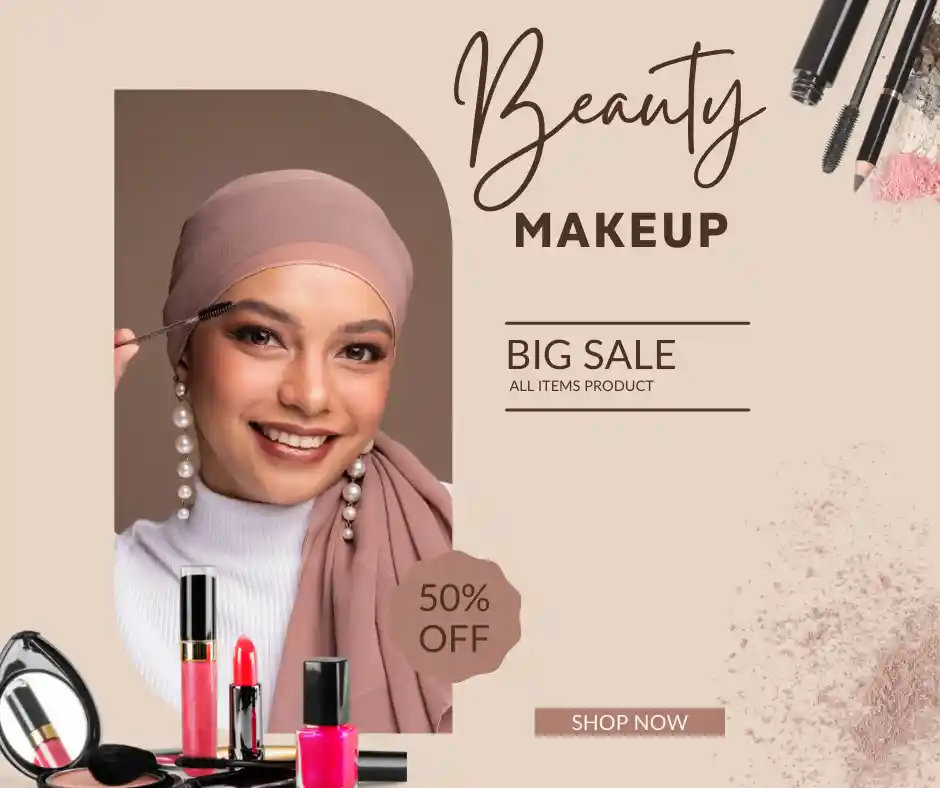 Beauty
MAKEUP
BIG SALE
ALL ITEMS PRODUCT
50%
OFF
SHOP NOW